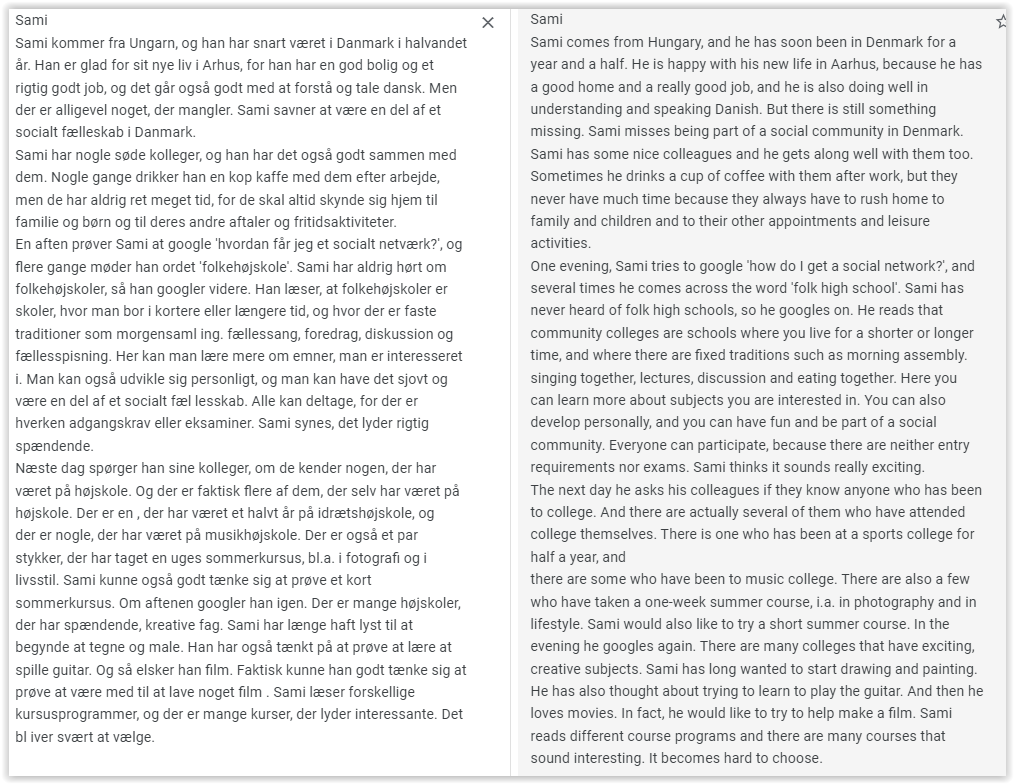 Sami
Sami kommer fra Ungarn, og han har snart været i Danmark i halvandet
år. Han er glad for sit nye liv i Arhus, for han har en god bolig og et
rigtig godt job, og det går også godt med at forstå og tale dansk. Men
der er alligevel noget, der mangler. Sami savner at være en del af et
socialt fælleskab i Danmark.
Sami har nogle søde kolleger, og han har det også godt sammen med
dem. Nogle gange drikker han en kop kaffe med dem efter arbejde,
men de har aldrig ret meget tid, for de skal altid skynde sig hjem til
familie og børn og til deres andre aftaler og fritidsaktiviteter.
En aften prøver Sami at google 'hvordan får jeg et socialt netværk?', og
flere gange møder han ordet 'folkehøjskole'. Sami har aldrig hørt om
folkehøjskoler, så han googler videre. Han læser, at folkehøjskoler er
skoler, hvor man bor i kortere eller længere tid, og hvor der er faste
traditioner som morgensaml ing. fællessang, foredrag, diskussion og
fællesspisning. Her kan man lære mere om emner, man er interesseret
i. Man kan også udvikle sig personligt, og man kan have det sjovt og
være en del af et socialt fæl lesskab. Alle kan deltage, for der er
hverken adgangskrav eller eksaminer. Sami synes, det lyder rigtig
spændende.
Næste dag spørger han sine kolleger, om de kender nogen, der har
været på højskole. Og der er faktisk flere af dem, der selv har været på
højskole. Der er en , der har været et halvt år på idrætshøjskole, og
der er nogle, der har været på musikhøjskole. Der er også et par
stykker, der har taget en uges sommerkursus, bl.a. i fotografi og i
livsstil. Sami kunne også godt tænke sig at prøve et kort
sommerkursus. Om aftenen googler han igen. Der er mange højskoler,
der har spændende, kreative fag. Sami har længe haft lyst til at
begynde at tegne og male. Han har også tænkt på at prøve at lære at
spille guitar. Og så elsker han film. Faktisk kunne han godt tænke sig at
prøve at være med til at lave noget film . Sami læser forskellige
kursusprogrammer, og der er mange kurser, der lyder interessante. Det
bl iver svært at vælge.
Sami
Sami comes from Hungary, and he has soon been in Denmark for a
year and a half. He is happy with his new life in Aarhus, because he has
a good home and a really good job, and he is also doing well in
understanding and speaking Danish. But there is still something
missing. Sami misses being part of a social community in Denmark.
Sami has some nice colleagues and he gets along well with them too.
Sometimes he drinks a cup of coffee with them after work, but they
never have much time because they always have to rush home to
family and children and to their other appointments and leisure
activities.
One evening, Sami tries to google 'how do I get a social network?', and
several times he comes across the word 'folk high school'. Sami has
never heard of folk high schools, so he googles on. He reads that
community colleges are schools where you live for a shorter or longer
time, and where there are fixed traditions such as morning assembly.
singing together, lectures, discussion and eating together. Here you
can learn more about subjects you are interested in. You can also
develop personally, and you can have fun and be part of a social
community. Everyone can participate, because there are neither entry
requirements nor exams. Sami thinks it sounds really exciting.
The next day he asks his colleagues if they know anyone who has been
to college. And there are actually several of them who have attended
college themselves. There is one who has been at a sports college for
half a year, and
there are some who have been to music college. There are also a few
who have taken a one-week summer course, i.a. in photography and in
lifestyle. Sami would also like to try a short summer course. In the
evening he googles again. There are many colleges that have exciting,
creative subjects. Sami has long wanted to start drawing and painting.
He has also thought about trying to learn to play the guitar. And then he
loves movies. In fact, he would like to try to help make a film. Sami
reads different course programs and there are many courses that
sound interesting. It becomes hard to choose.